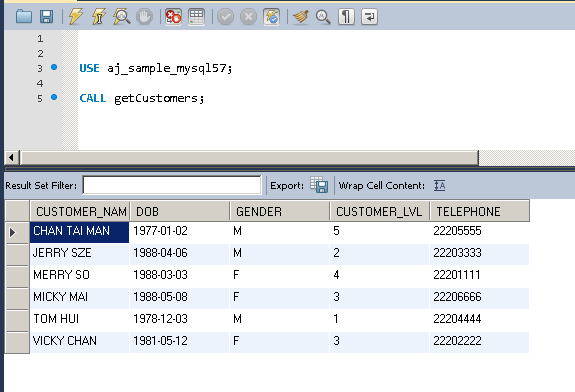 1
2
3 USE aj_sample_mysql57;
4
5 CALL getCustomers;
Result Set Filter: Export: Wrap Cell Content:
CUSTOMER_NAM DOB GENDER CUSTOMER_LVL TELEPHONE
CHAN TAI MAN 1977-01-02 M 5 22205555
JERRY SZE 1988-04-06 M 2 22203333
MERRY SO 1988-03-03 F 4 22201111
MICKY MAI 1988-05-08 F 3 22206666
TOM HUI 1978-12-03 M 1 22204444
VICKY CHAN 1981-05-12 F 3 22202222